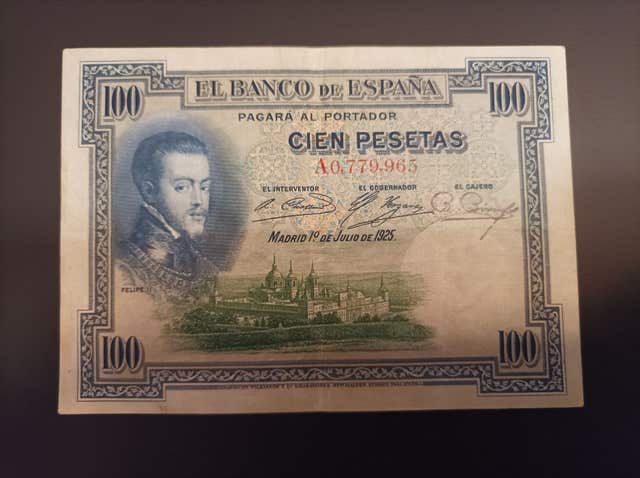 100
EL BANCO DE ESPAÑA
100
PAGARÁ AL PORTADOR
CIEN PESETAS
A0,779,965
EL INTERVENTOR
EL GOBERNADOR
EL CAJERO
MADRID 1º DE JULIO DE 1925.
FELIPE II
100
100